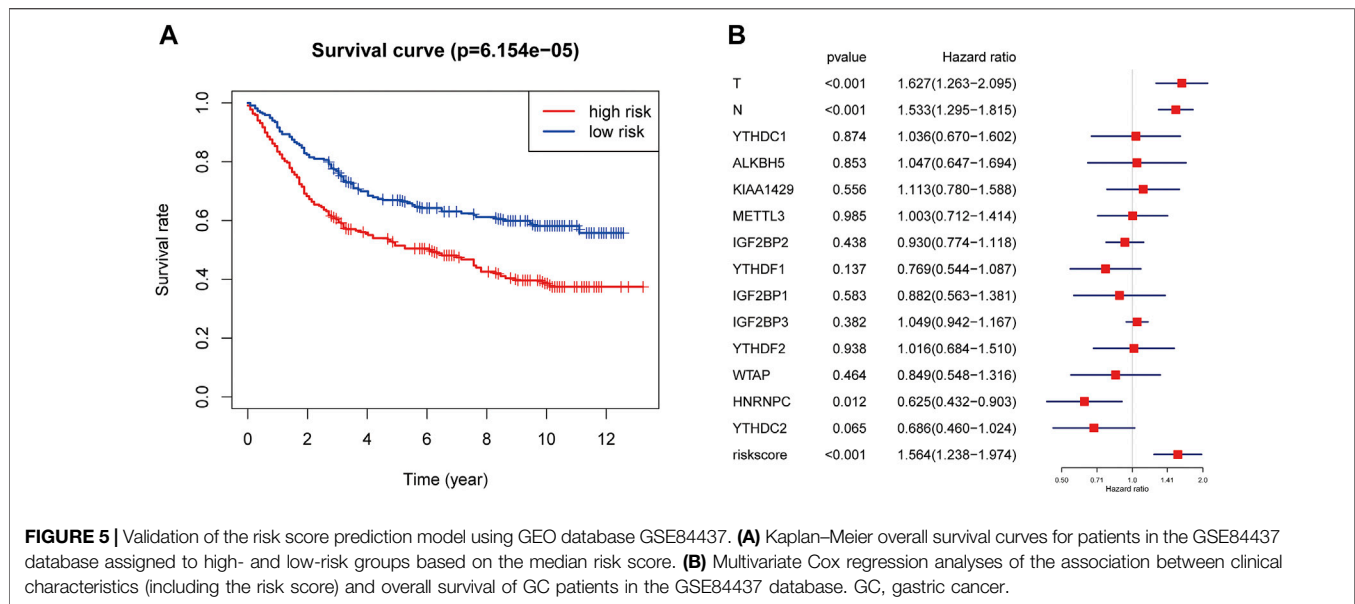 A
Survival curve (p=6.154e−05)
high risk
low risk
Survival rate
0.0 0.2 0.4 0.6 0.8 1.0
0 2 4 6 8 10 12
Time (year)
B
pvalue Hazard ratio
T <0.001 1.627(1.263−2.095)
N <0.001 1.533(1.295−1.815)
YTHDC1 0.874 1.036(0.670−1.602)
ALKBH5 0.853 1.047(0.647−1.694)
KIAA1429 0.556 1.113(0.780−1.588)
METTL3 0.985 1.003(0.712−1.414)
IGF2BP2 0.438 0.930(0.774−1.118)
YTHDF1 0.137 0.769(0.544−1.087)
IGF2BP1 0.583 0.882(0.563−1.381)
IGF2BP3 0.382 1.049(0.942−1.167)
YTHDF2 0.938 1.016(0.684−1.510)
WTAP 0.464 0.849(0.548−1.316)
HNRNPC 0.012 0.625(0.432−0.903)
YTHDC2 0.065 0.686(0.460−1.024)
riskscore <0.001 1.564(1.238−1.974)
0.50 0.71 1.0 1.41 2.0
Hazard ratio
FIGURE 5 | Validation of the risk score prediction model using GEO database GSE84437. (A) Kaplan–Meier overall survival curves for patients in the GSE84437
database assigned to high- and low-risk groups based on the median risk score. (B) Multivariate Cox regression analyses of the association between clinical
characteristics (including the risk score) and overall survival of GC patients in the GSE84437 database. GC, gastric cancer.